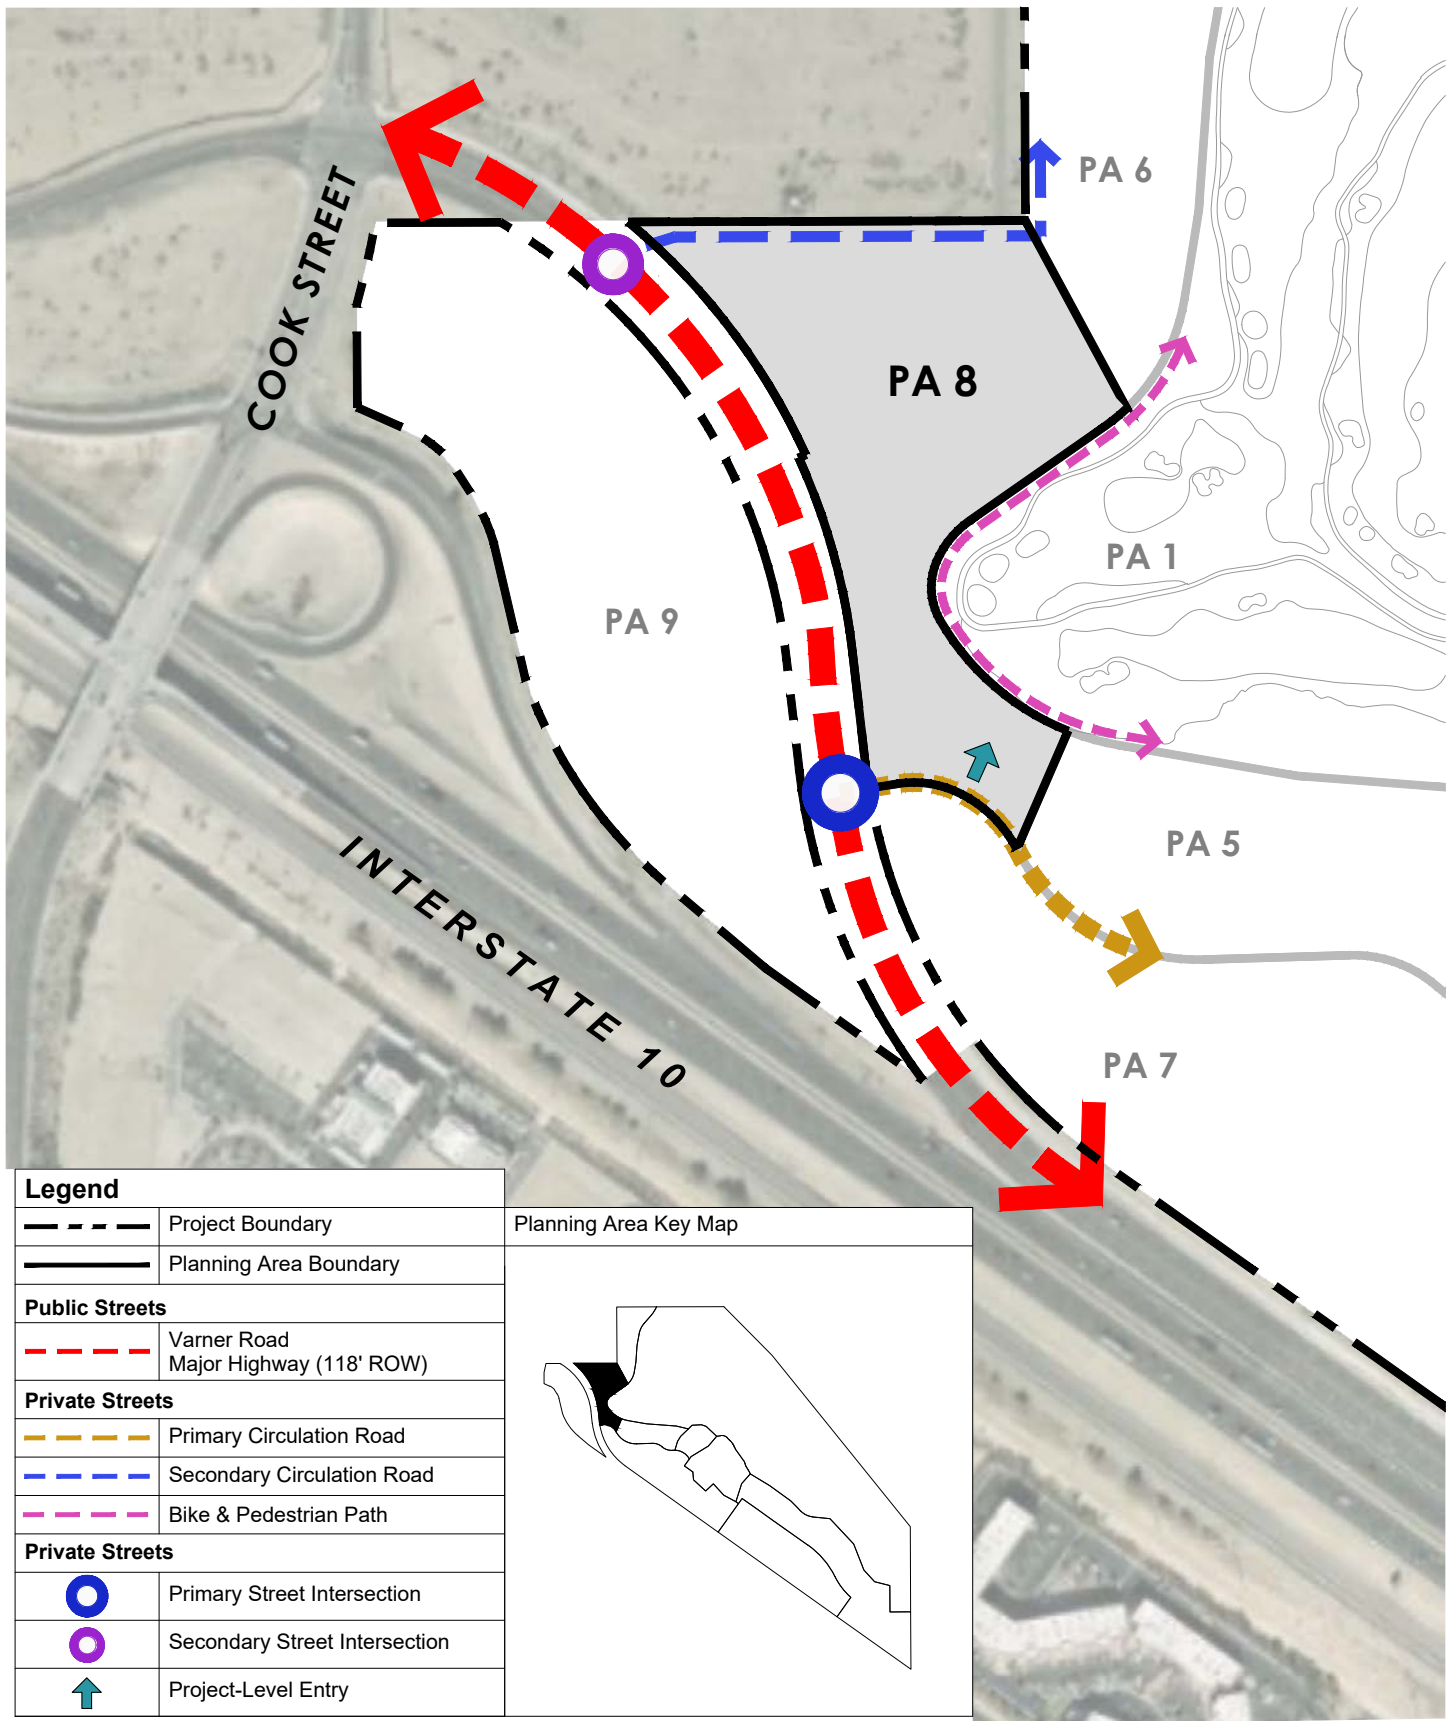 PA 6
COOK STREET
PA 8
PA 1
PA 9
PA 5
INTERSTATE 10
PA 7
Legend
Project Boundary
Planning Area Boundary
Public Streets
Varner Road
Major Highway (118' ROW)
Private Streets
Primary Circulation Road
Secondary Circulation Road
Bike & Pedestrian Path
Private Streets
Primary Street Intersection
Secondary Street Intersection
Project-Level Entry
Planning Area Key Map